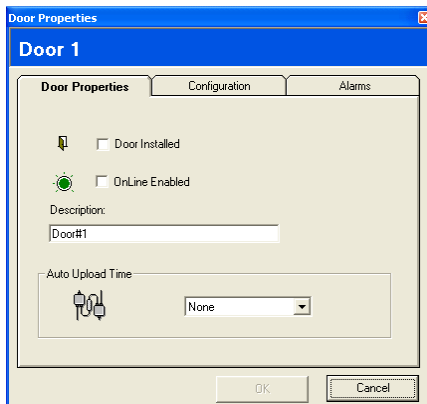 Door Properties
Door 1
Door Properties
Configuration
Alarms
Door Installed
OnLine Enabled
Description:
Door#1
Auto Upload Time
None
OK
Cancel